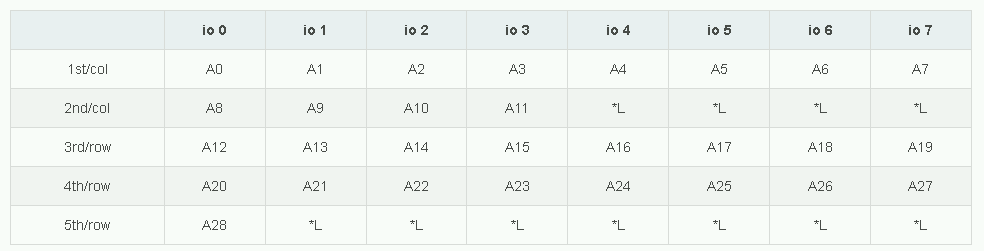 io 0 io 1 io 2 io 3 io 4 io 5 io 6 io 7
1st/col A0 A1 A2 A3 A4 A5 A6 A7
2nd/col A8 A9 A10 A11 *L *L *L *L
3rd/row A12 A13 A14 A15 A16 A17 A18 A19
4th/row A20 A21 A22 A23 A24 A25 A26 A27
5th/row A28 *L *L *L *L *L *L *L